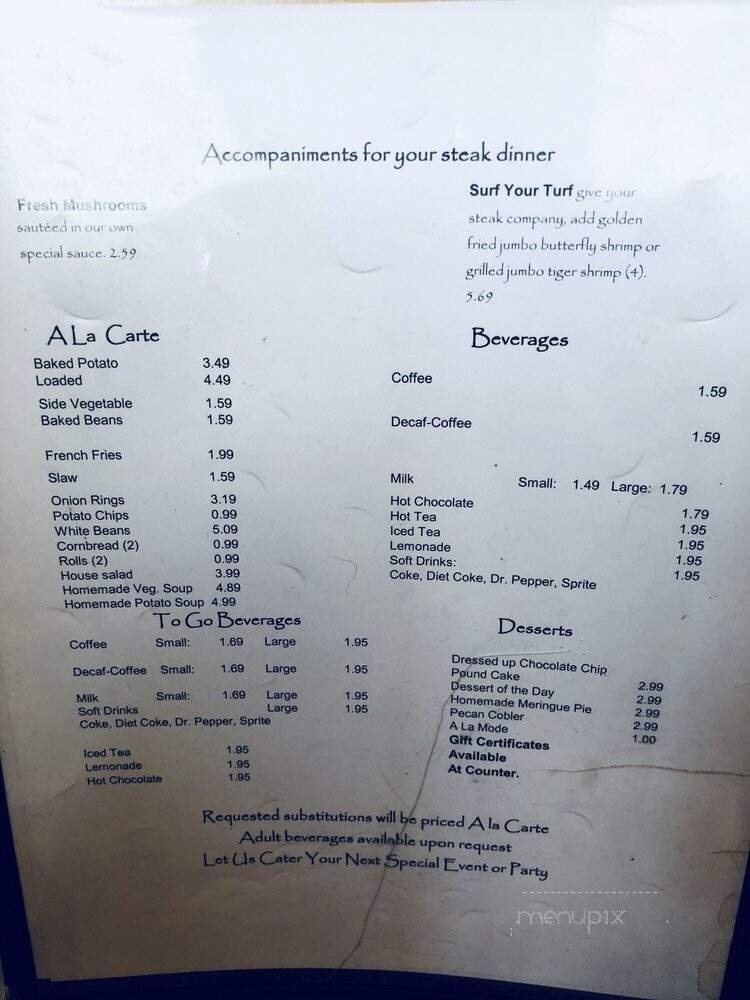 Accompaniments for your steak dinner
Fresh Mushrooms
sautéed in our own
special sauce. 2.59
Surf Your Turf give your
steak company, add golden
fried jumbo butterfly shrimp or
grilled jumbo tiger shrimp (4).
5.69
A La Carte
Baked Potato 3.49
Loaded 4.49
Side Vegetable 1.59
Baked Beans 1.59
French Fries 1.99
Slaw 1.59
Onion Rings 3.19
Potato Chips 0.99
White Beans 5.09
Cornbread (2) 0.99
Rolls (2) 0.99
House salad 3.99
Homemade Veg. Soup 4.89
Homemade Potato Soup 4.99
Beverages
Coffee 1.59
Decaf-Coffee 1.59
Milk Small: 1.49 Large: 1.79
Hot Chocolate 1.79
Hot Tea 1.95
Iced Tea 1.95
Lemonade 1.95
Soft Drinks: 1.95
Coke, Diet Coke, Dr. Pepper, Sprite
To Go Beverages
Coffee Small: 1.69 Large 1.95
Decaf-Coffee Small: 1.69 Large 1.95
Milk Small: 1.69 Large 1.95
Soft Drinks Large 1.95
Coke, Diet Coke, Dr. Pepper, Sprite
Iced Tea 1.95
Lemonade 1.95
Hot Chocolate 1.95
Desserts
Dressed up Chocolate Chip
Pound Cake 2.99
Dessert of the Day 2.99
Homemade Meringue Pie 2.99
Pecan Cobler 2.99
A La Mode 1.00
Gift Certificates
Available
At Counter.
Requested substitutions will be priced A la Carte
Adult beverages available upon request
Let Us Cater Your Next Special Event or Party
menupix